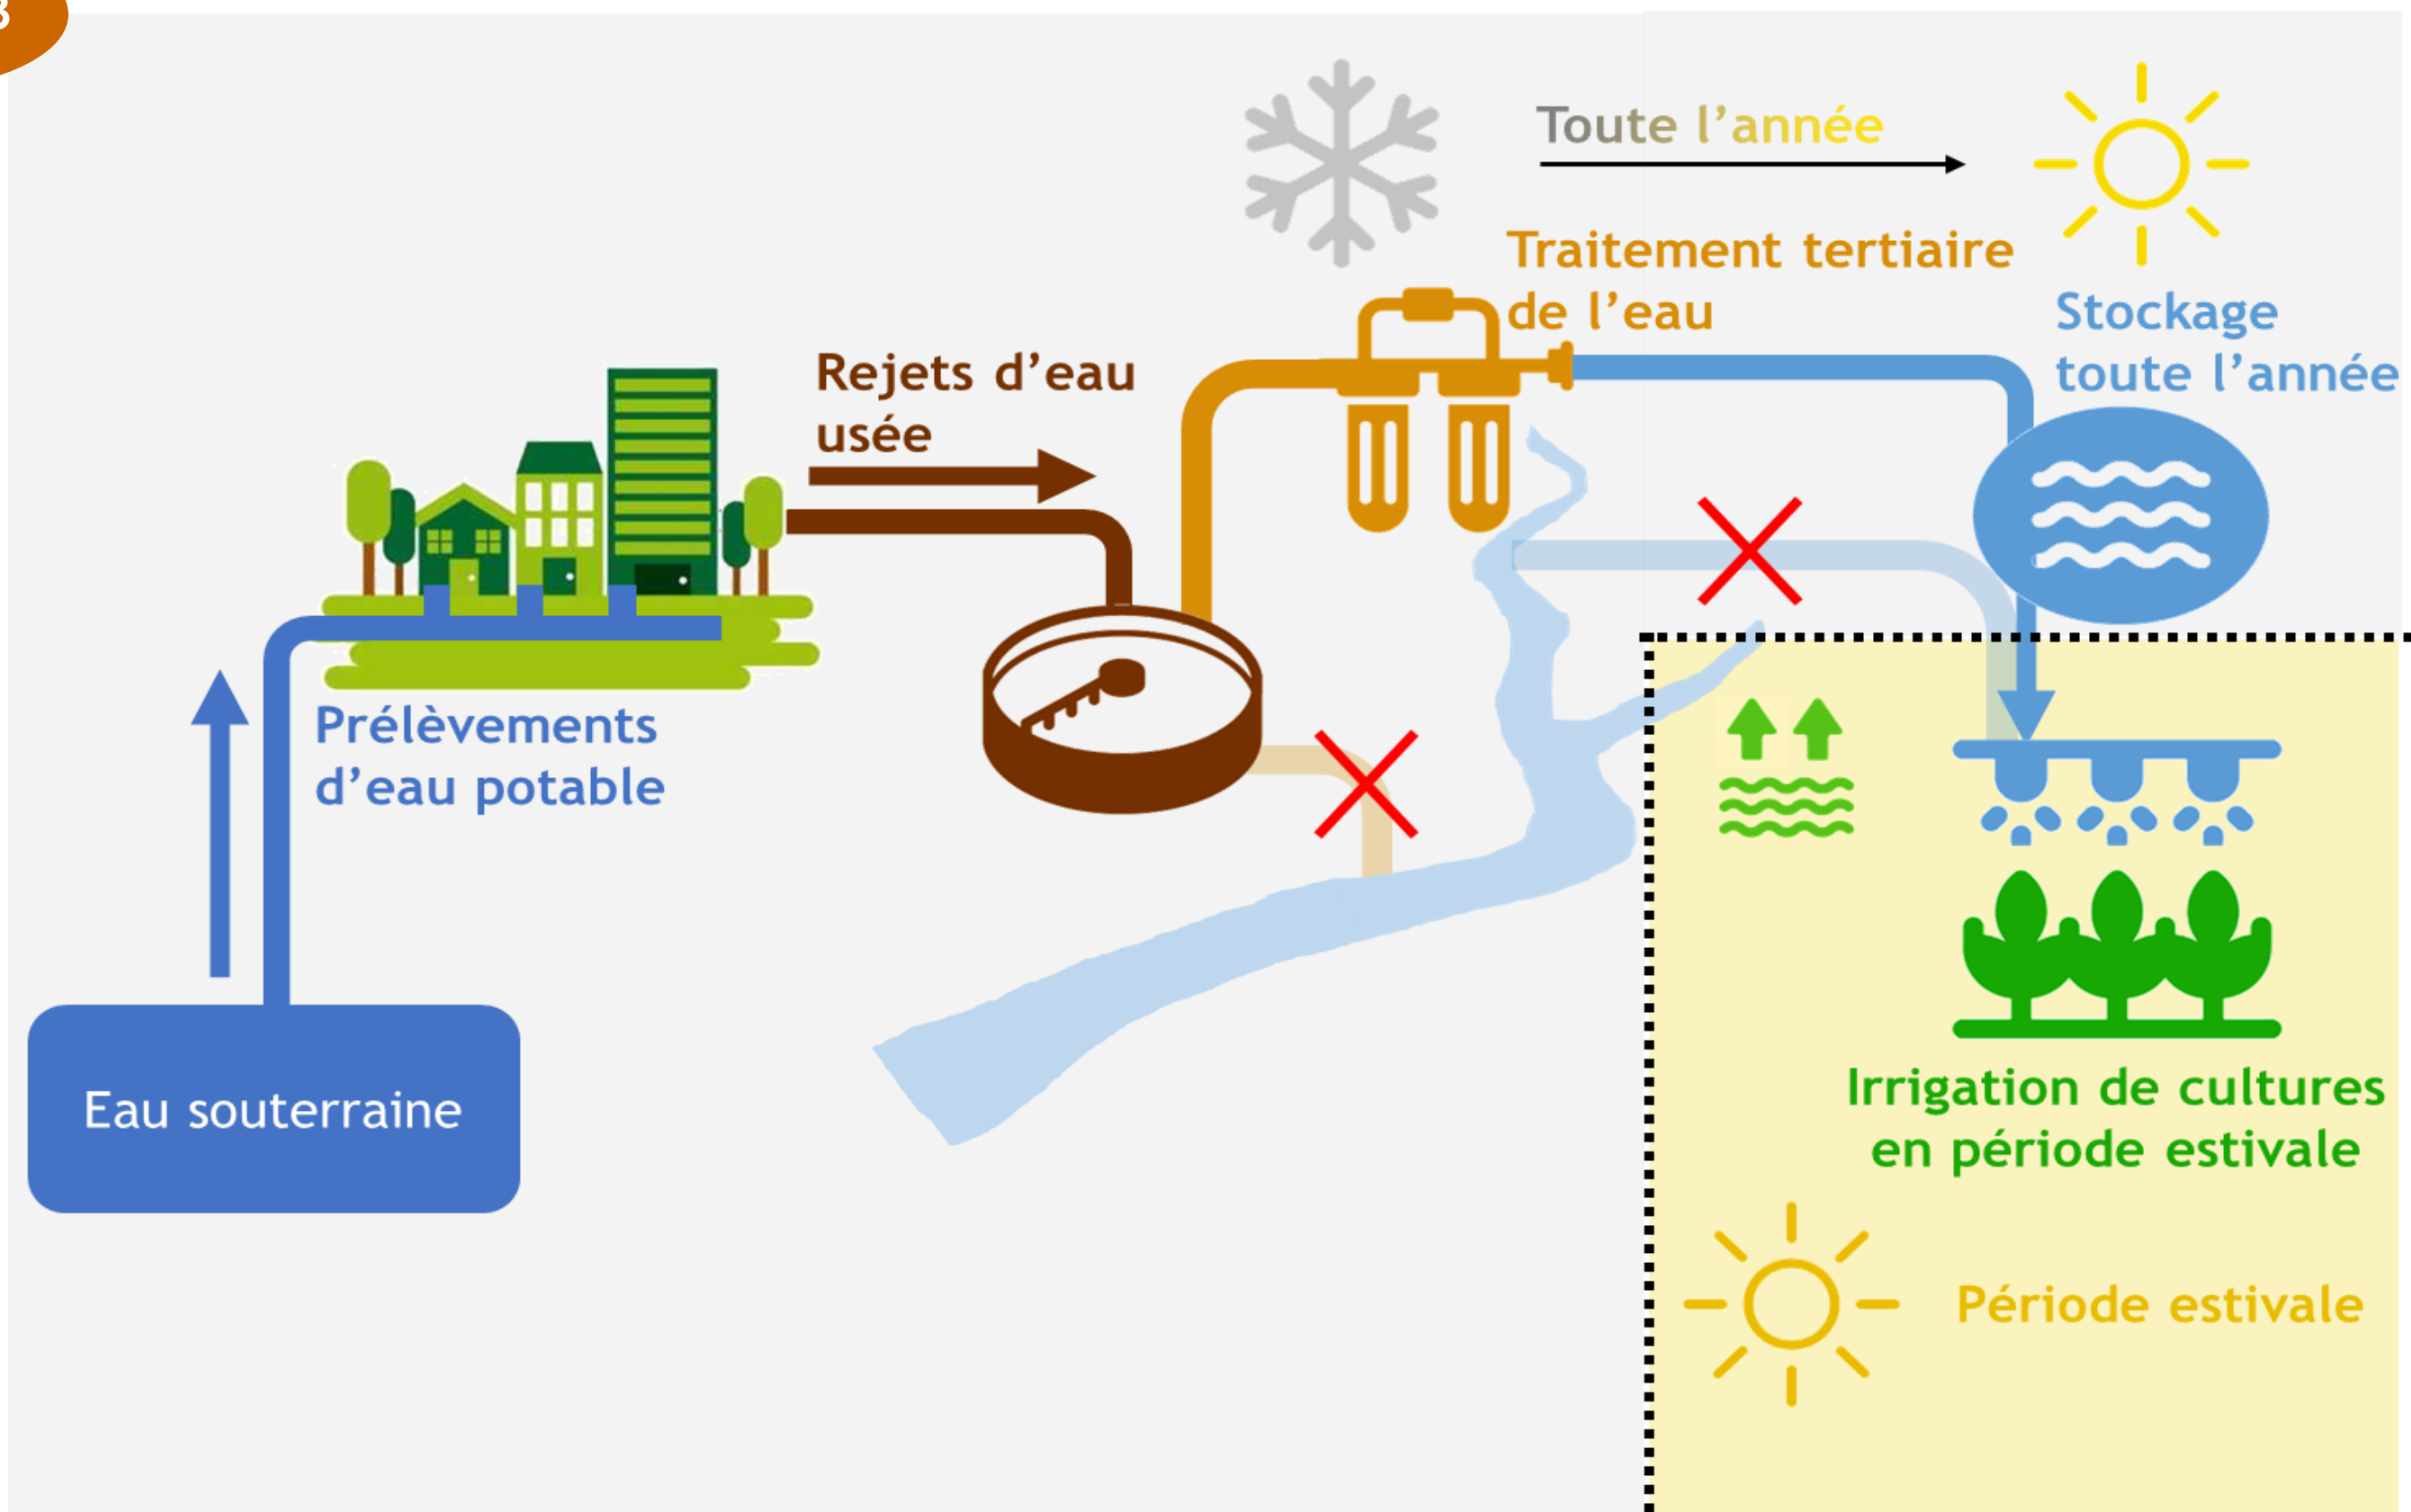 Toute l’année
Traitement tertiaire
de l’eau
Stockage
toute l’année
Rejets d’eau
usée
Prélèvements
d’eau potable
Eau souterraine
Irrigation de cultures
en période estivale
Période estivale